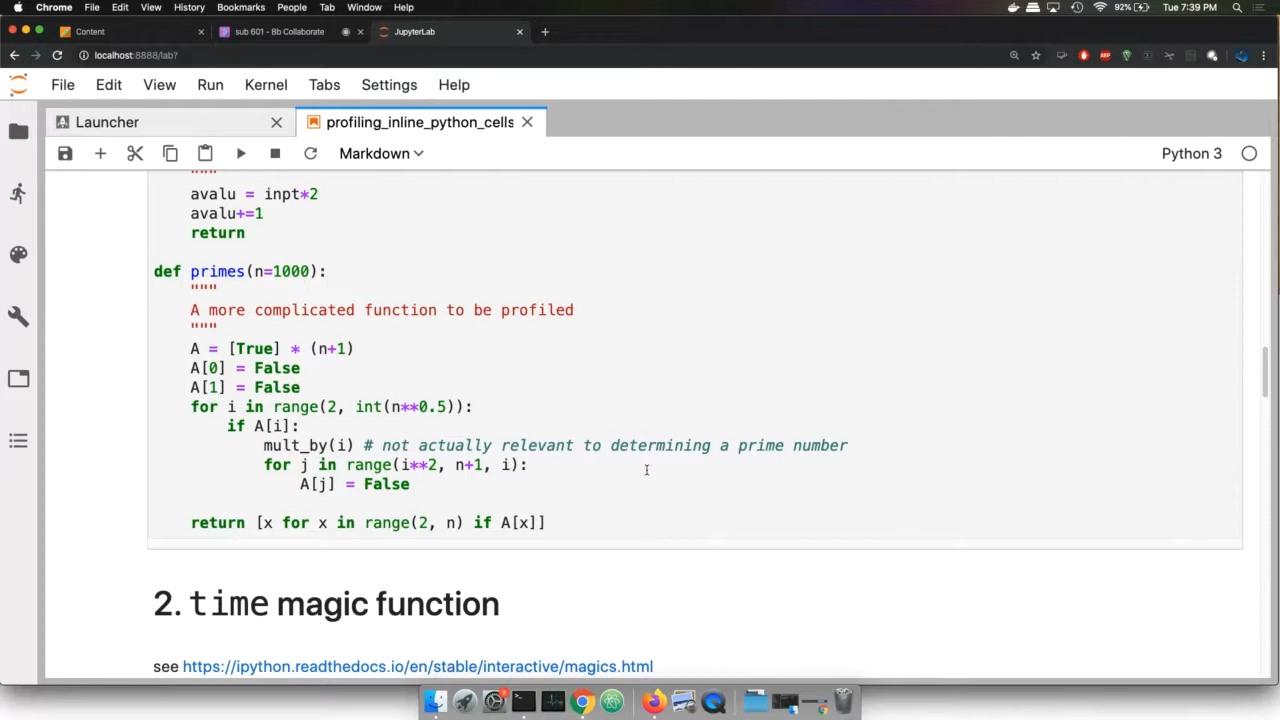 Chrome File Edit View History Bookmarks People Tab Window Help 92% Tue 7:39 PM
Content sub 601 - Bb Collaborate JupyterLab
localhost:8888/lab?
File Edit View Run Kernel Tabs Settings Help
Launcher profiling_inline_python_cells
Markdown Python 3
"""
avalu = inpt*2
avalu+=1
return
def primes(n=1000):
"""
A more complicated function to be profiled
"""
A = [True] * (n+1)
A[0] = False
A[1] = False
for i in range(2, int(n**0.5)):
if A[i]:
mult_by(i) # not actually relevant to determining a prime number
for j in range(i**2, n+1, i):
A[j] = False
return [x for x in range(2, n) if A[x]]
2. time magic function
see https://ipython.readthedocs.io/en/stable/interactive/magics.html